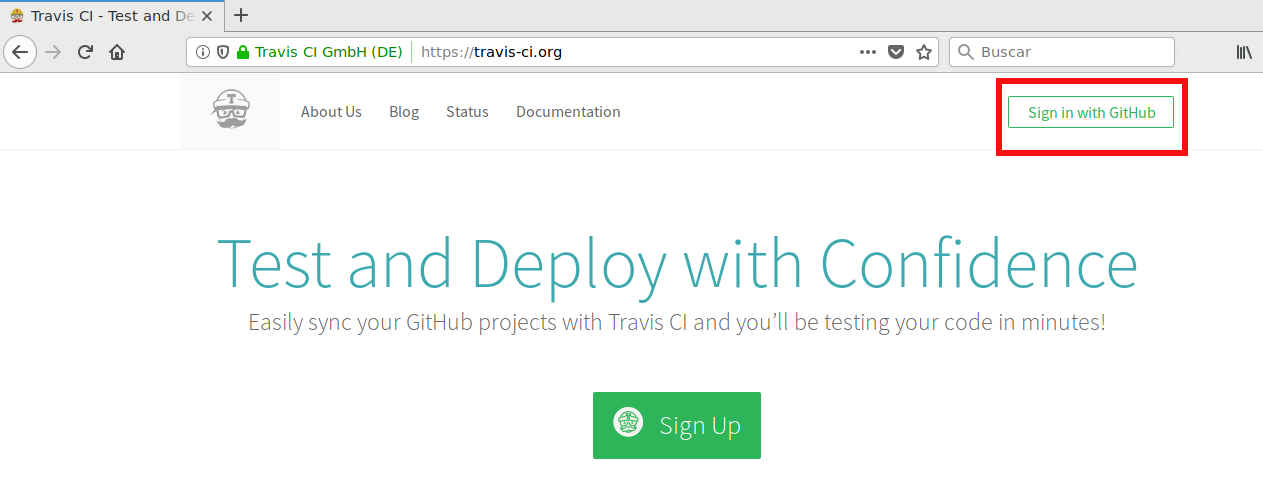 Travis CI - Test and De
Travis CI GmbH (DE) https://travis-ci.org Buscar
About Us Blog Status Documentation Sign in with GitHub
Test and Deploy with Confidence
Easily sync your GitHub projects with Travis CI and you’ll be testing your code in minutes!
Sign Up